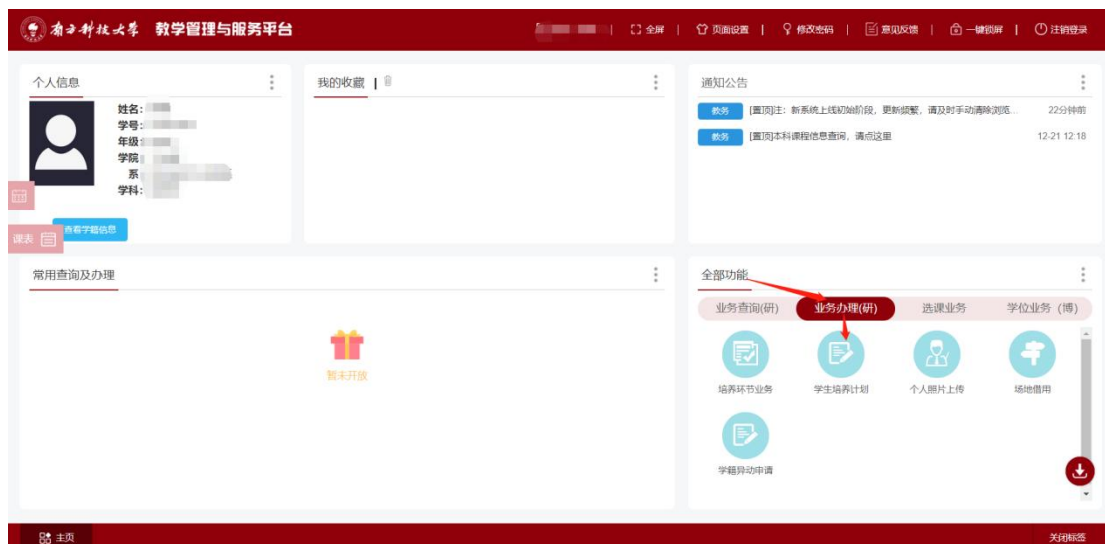 南方科技大学 教学管理与服务平台
全屏 | 页面设置 | 修改密码 | 意见反馈 | 一键锁屏 | 注销登录
个人信息
姓名:
学号:
年级:
学院:
系:
学科:
查看学籍信息
课表
我的收藏 |
通知公告
教务 [置顶]注：新系统上线初始阶段，更新频繁，请及时手动清除浏览... 22分钟前
教务 [置顶]本科课程信息查询，请点这里 12-21 12:18
常用查询及办理
暂未开放
全部功能
业务查询(研) 业务办理(研) 选课业务 学位业务（博）
培养环节业务 学生培养计划 个人照片上传 场地借用
学籍异动申请
主页 关闭标签